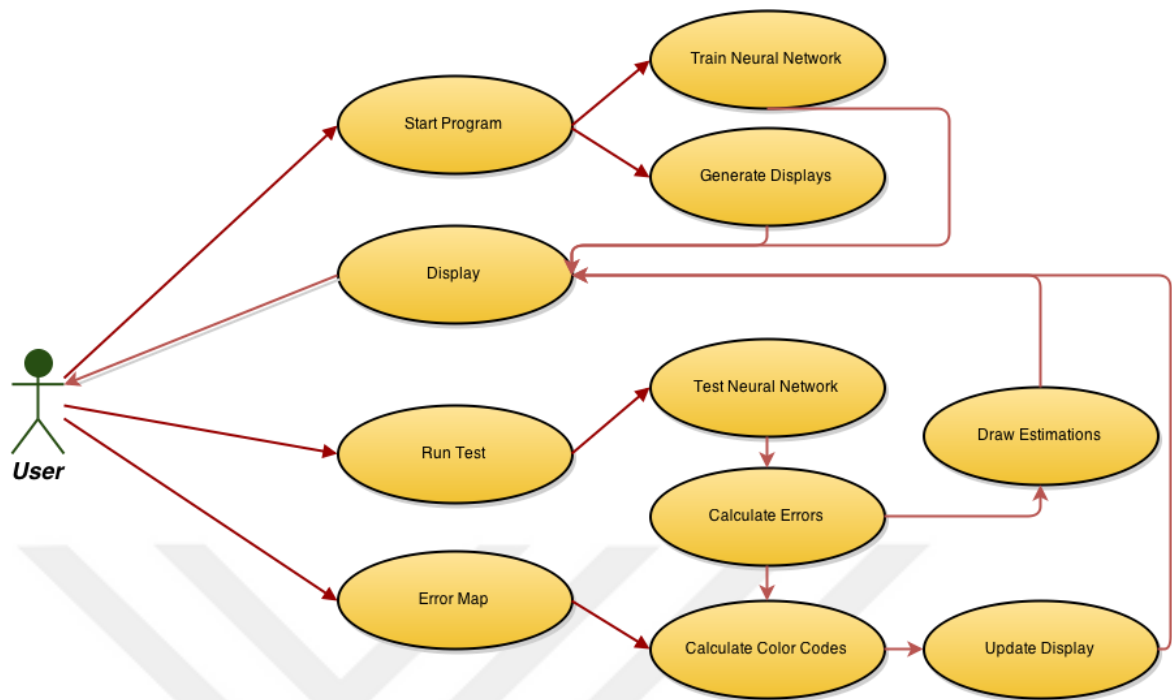 Train Neural Network
Start Program
Generate Displays
Display
Test Neural Network
Draw Estimations
Run Test
User
Calculate Errors
Error Map
Calculate Color Codes
Update Display